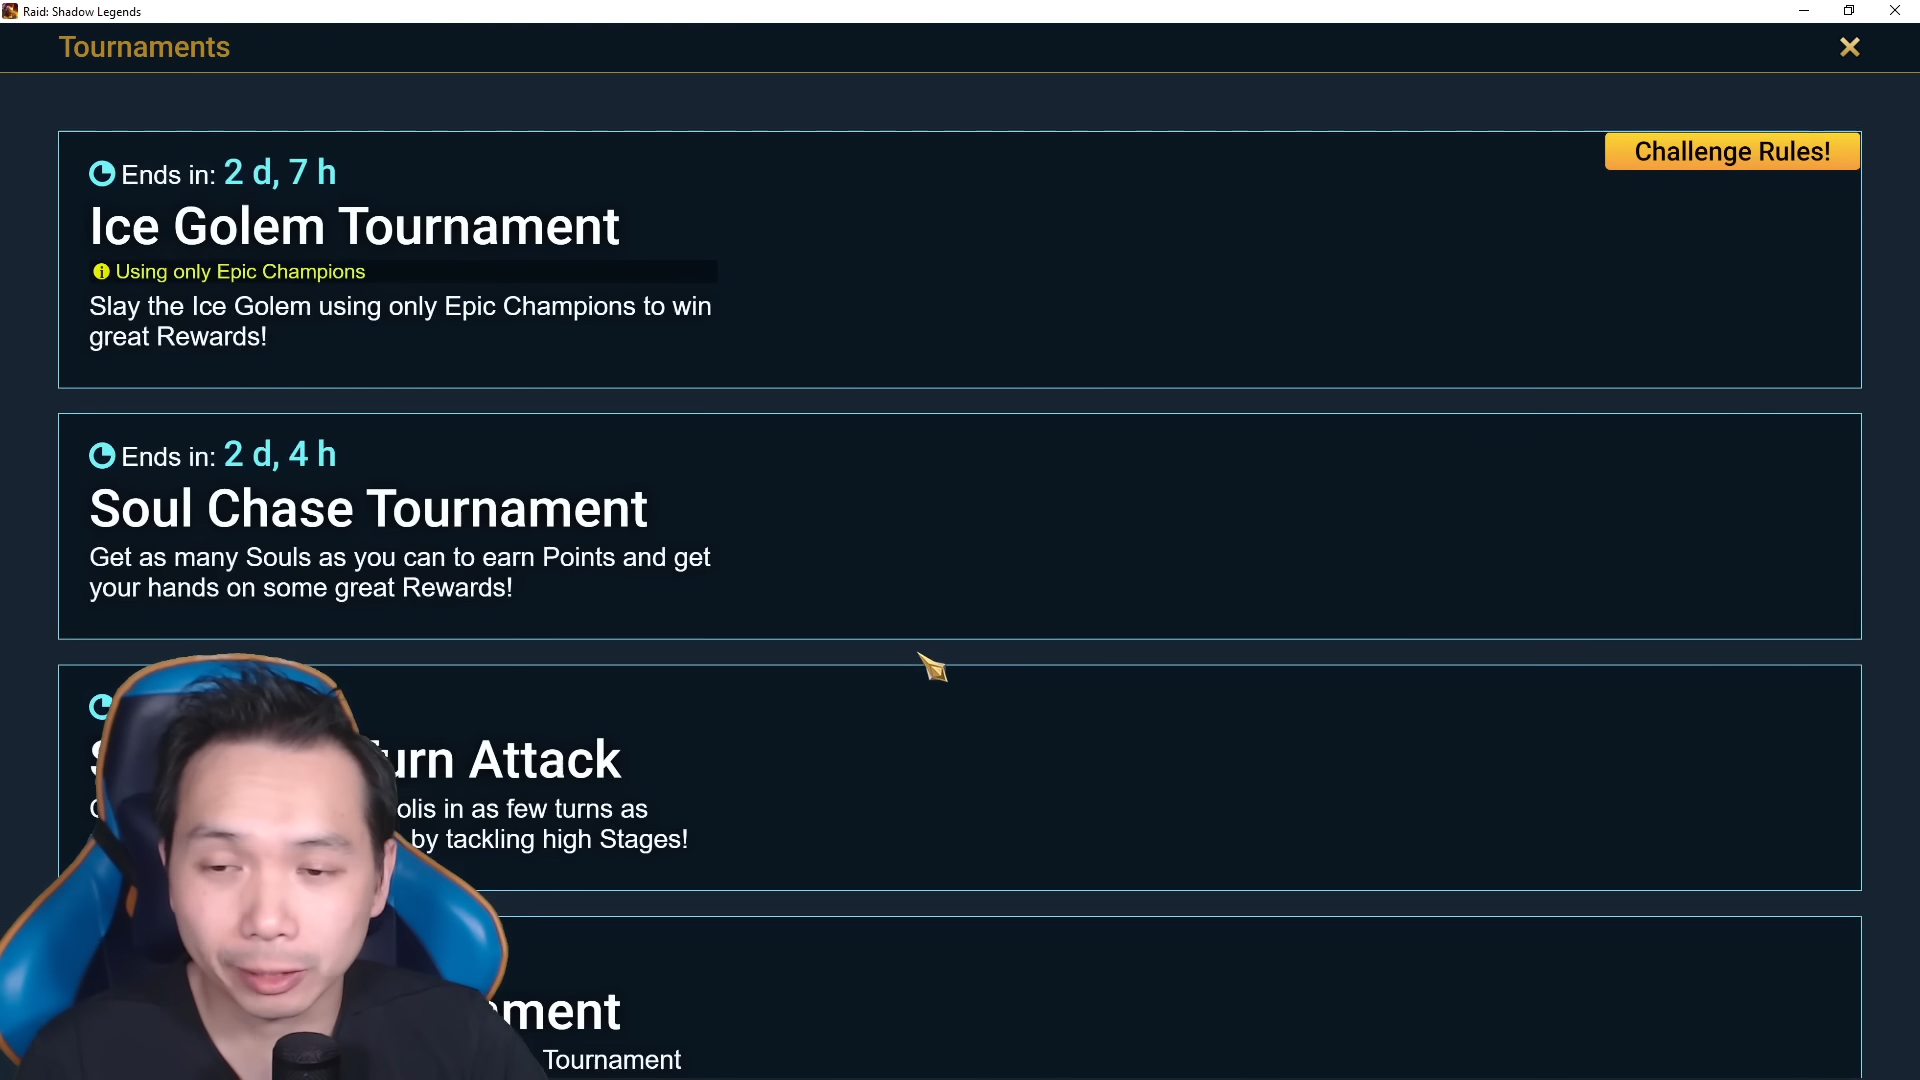 Raid: Shadow Legends
Tournaments
Challenge Rules!
Ends in: 2 d, 7 h
Ice Golem Tournament
Using only Epic Champions
Slay the Ice Golem using only Epic Champions to win
great Rewards!
Ends in: 2 d, 4 h
Soul Chase Tournament
Get as many Souls as you can to earn Points and get
your hands on some great Rewards!
Attack
in as few turns as
by tackling high Stages!
Tournament